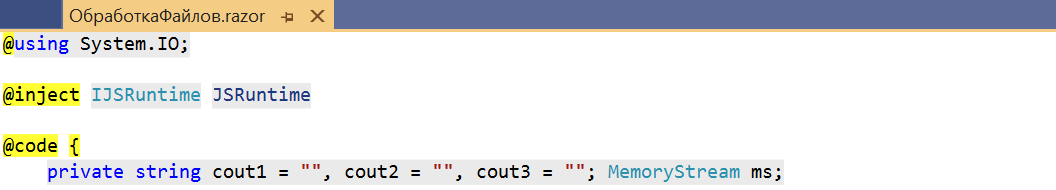 ОбработкаФайлов.razor
@using System.IO;
@inject IJSRuntime JSRuntime
@code {
private string cout1 = "", cout2 = "", cout3 = ""; MemoryStream ms;